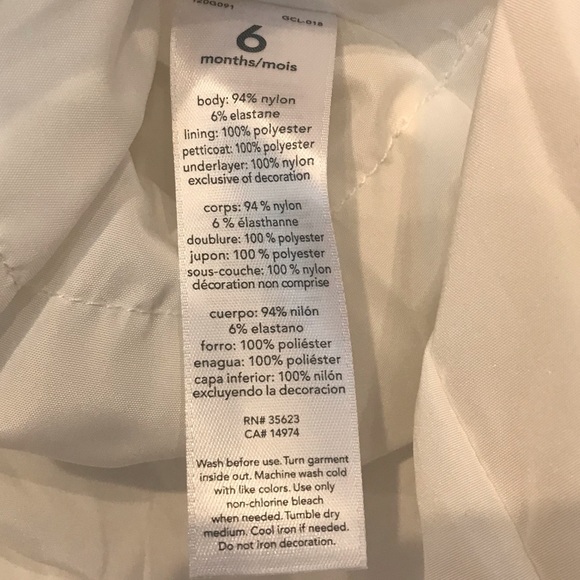 120G091 GCL-018
6
months/mois
body: 94% nylon
6% elastane
lining: 100% polyester
petticoat: 100% polyester
underlayer: 100% nylon
exclusive of decoration
corps: 94 % nylon
6 % élasthanne
doublure: 100 % polyester
jupon: 100 % polyester
sous-couche: 100 % nylon
décoration non comprise
cuerpo: 94% nilón
6% elastano
forro: 100% poliéster
enagua: 100% poliéster
capa inferior: 100% nilón
excluyendo la decoracion
RN# 35623
CA# 14974
Wash before use. Turn garment
inside out. Machine wash cold
with like colors. Use only
non-chlorine bleach
when needed. Tumble dry
medium. Cool iron if needed.
Do not iron decoration.